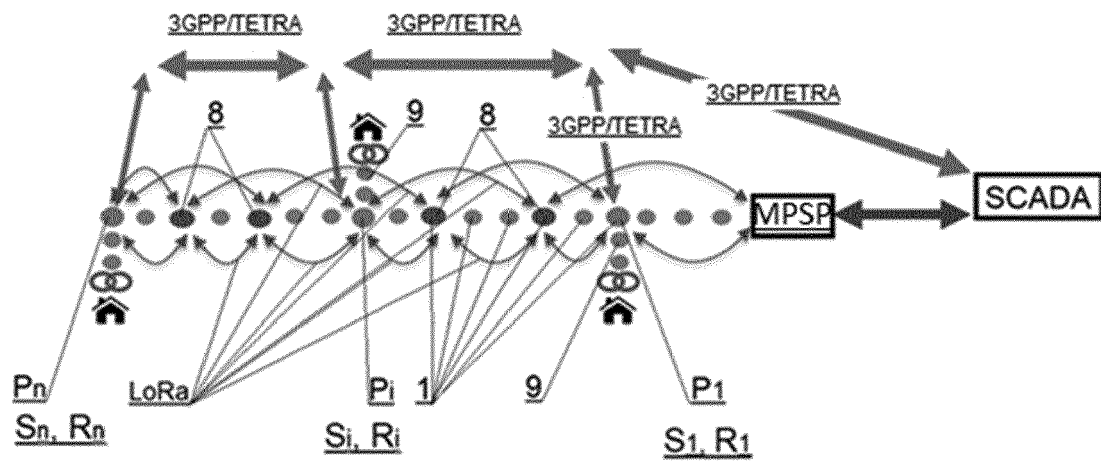 3GPP/TETRA
3GPP/TETRA
3GPP/TETRA
8
9
8
3GPP/TETRA
MPSP
SCADA
Pn
LoRa
Pi
1
9
P1
Sn, Rn
Si, Ri
S1, R1